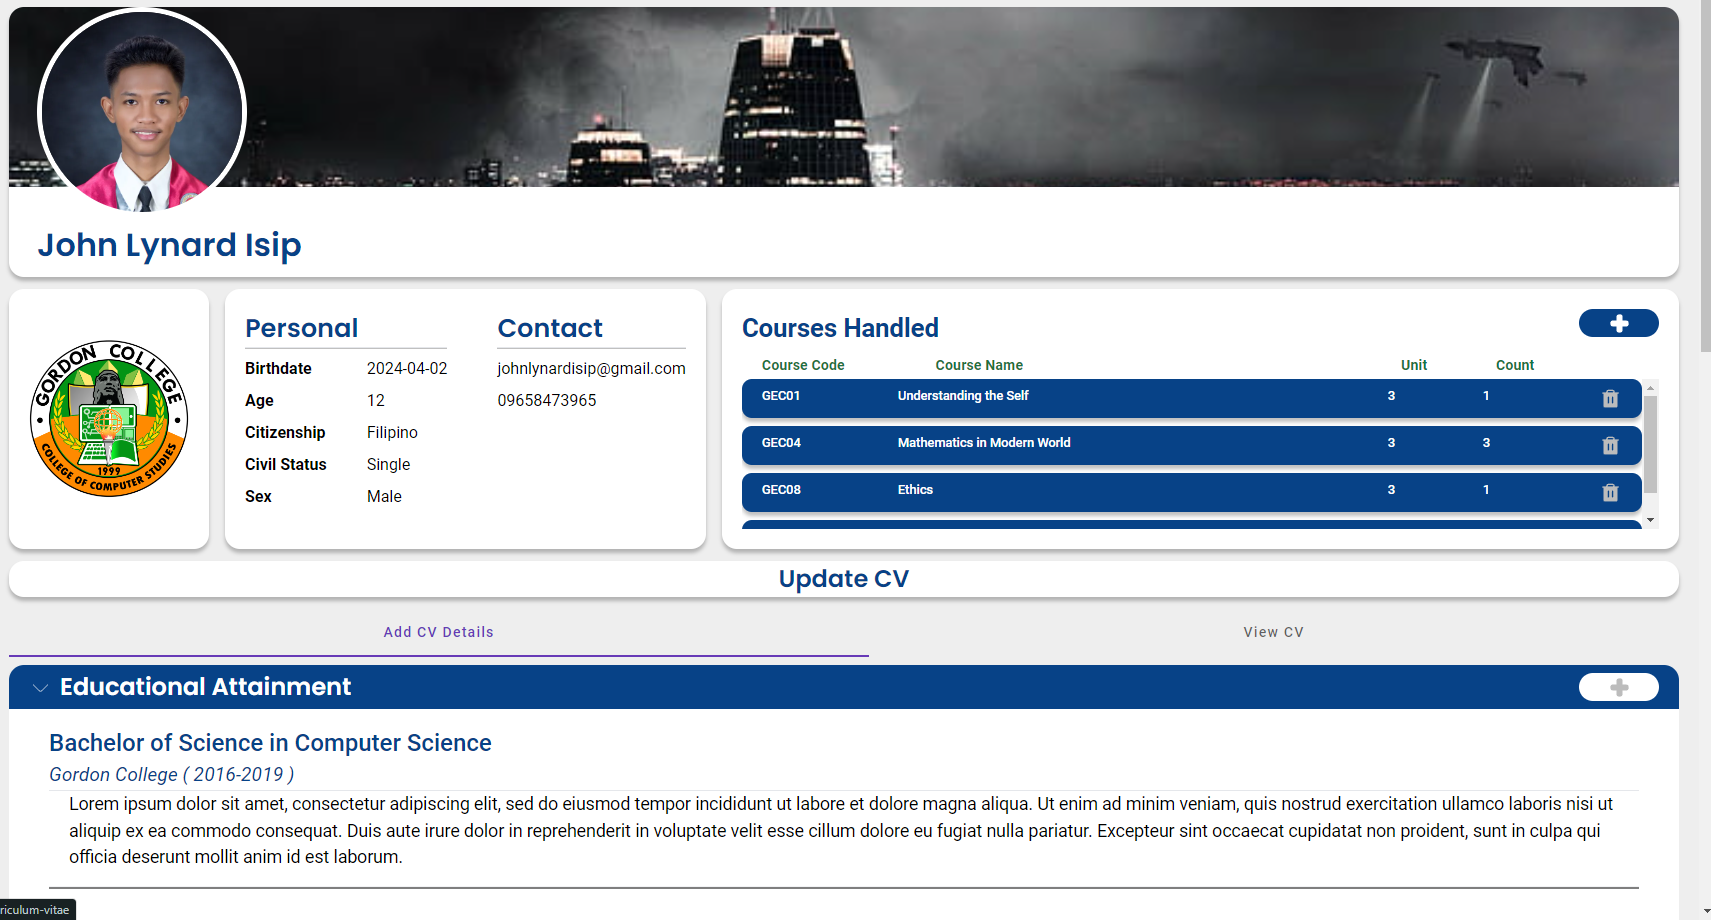 John Lynard Isip
GORDON COLLEGE
1999
COLLEGE OF COMPUTER STUDIES
Personal
Birthdate 2024-04-02
Age 12
Citizenship Filipino
Civil Status Single
Sex Male
Contact
johnlynardisip@gmail.com
09658473965
Courses Handled
Course Code Course Name Unit Count
GEC01 Understanding the Self 3 1
GEC04 Mathematics in Modern World 3 3
GEC08 Ethics 3 1
Update CV
Add CV Details View CV
Educational Attainment
Bachelor of Science in Computer Science
Gordon College ( 2016-2019 )
Lorem ipsum dolor sit amet, consectetur adipiscing elit, sed do eiusmod tempor incididunt ut labore et dolore magna aliqua. Ut enim ad minim veniam, quis nostrud exercitation ullamco laboris nisi ut
aliquip ex ea commodo consequat. Duis aute irure dolor in reprehenderit in voluptate velit esse cillum dolore eu fugiat nulla pariatur. Excepteur sint occaecat cupidatat non proident, sunt in culpa qui
officia deserunt mollit anim id est laborum.
riculum-vitae